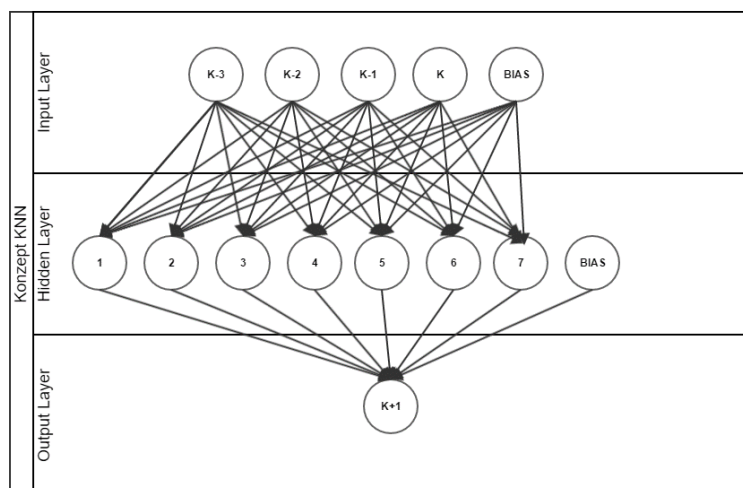 Konzept KNN
Input Layer
K-3 K-2 K-1 K BIAS
Hidden Layer
1 2 3 4 5 6 7 BIAS
Output Layer
K+1